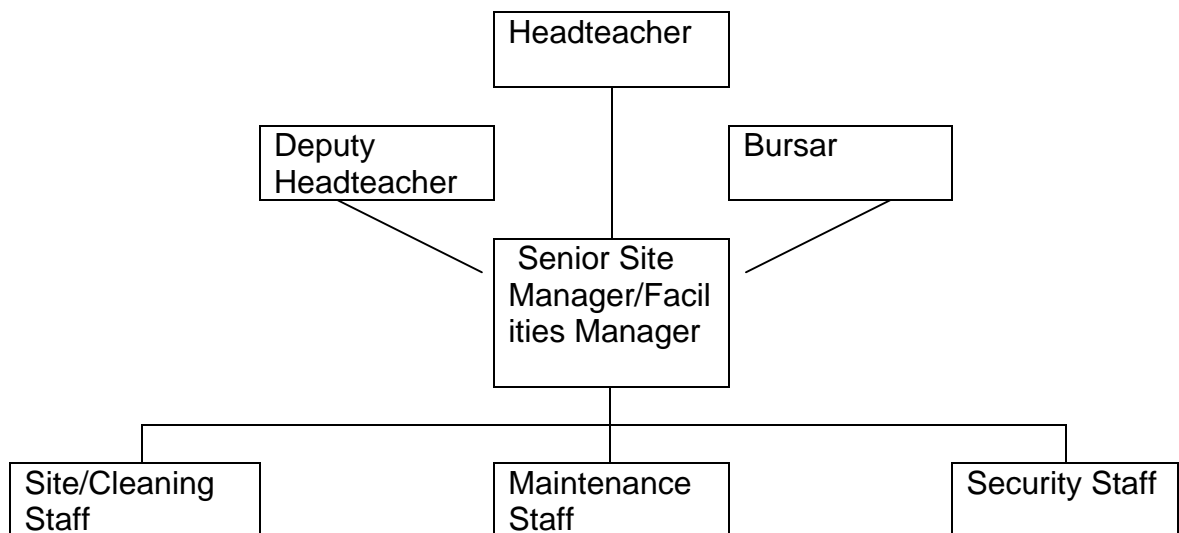 Headteacher
Deputy
Headteacher
Bursar
Senior Site
Manager/Facil
ities Manager
Site/Cleaning
Staff
Maintenance
Staff
Security Staff